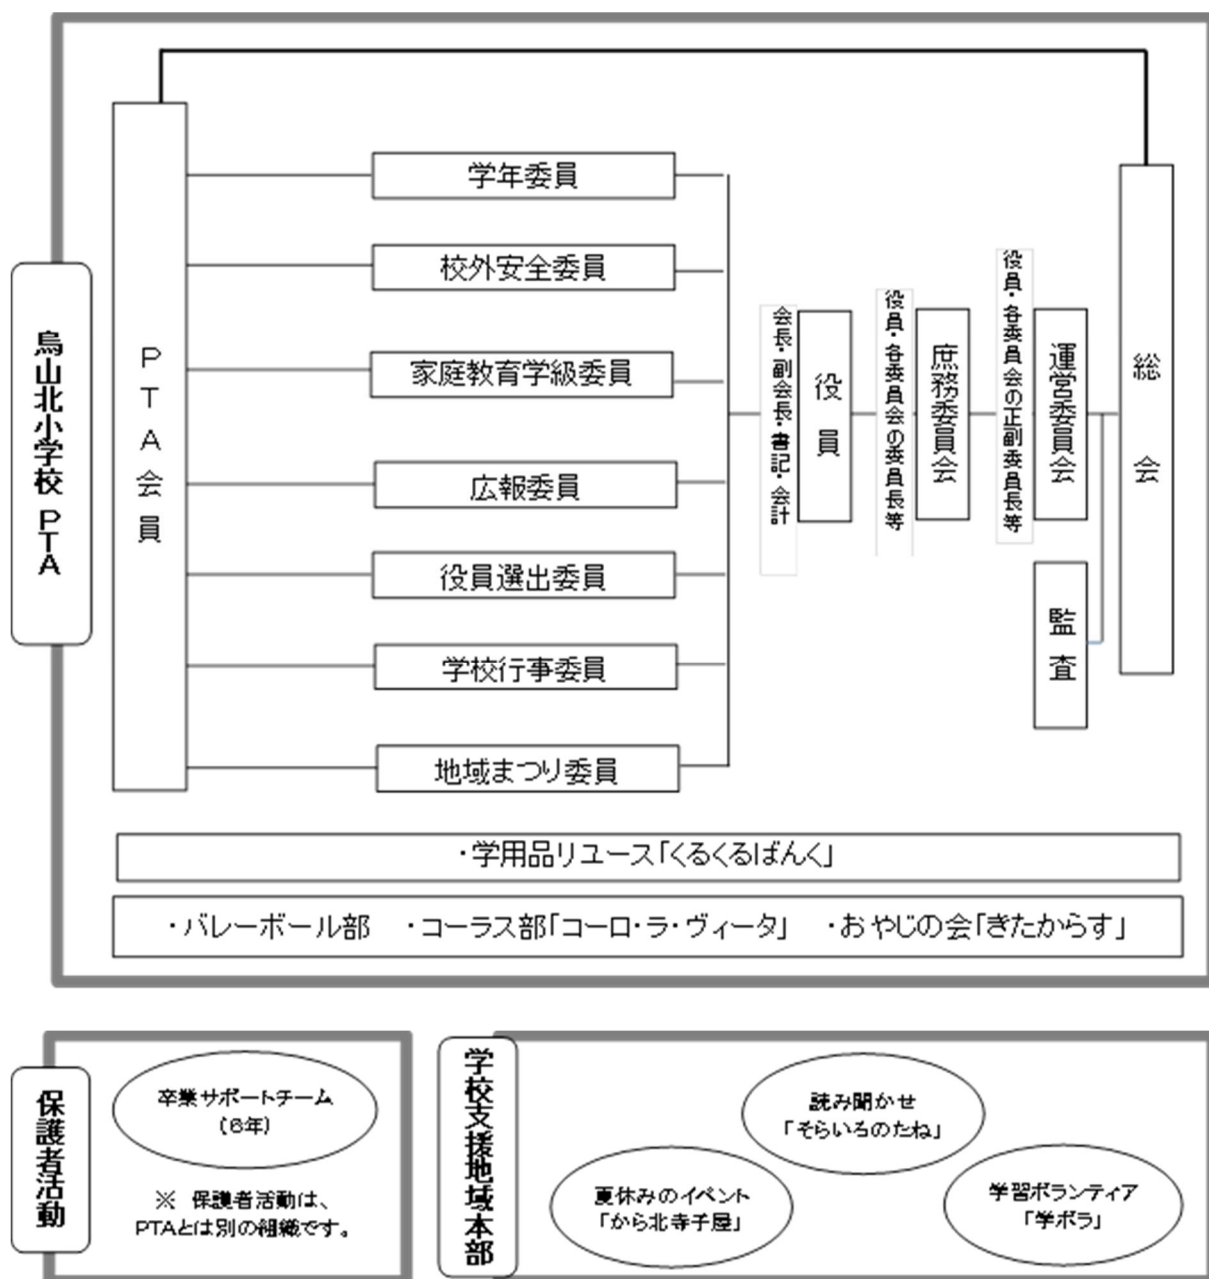 烏山北小学校 PTA
PTA会員
学年委員
校外安全委員
家庭教育学級委員
広報委員
役員選出委員
学校行事委員
地域まつり委員
会長・副会長・書記・会計
役員
役員・各委員会の委員長等
庶務委員会
役員・各委員会の正副委員長等
運営委員会
監査
総会
・学用品リユース「くるくるばんく」
・バレーボール部 ・コーラス部「コーロ・ラ・ヴィータ」 ・おやじの会「きたからす」
保護者活動
卒業サポートチーム
(6年)
※ 保護者活動は、
PTAとは別の組織です。
学校支援地域本部
読み聞かせ
「そらいろのたね」
夏休みのイベント
「から北寺子屋」
学習ボランティア
「学ボラ」